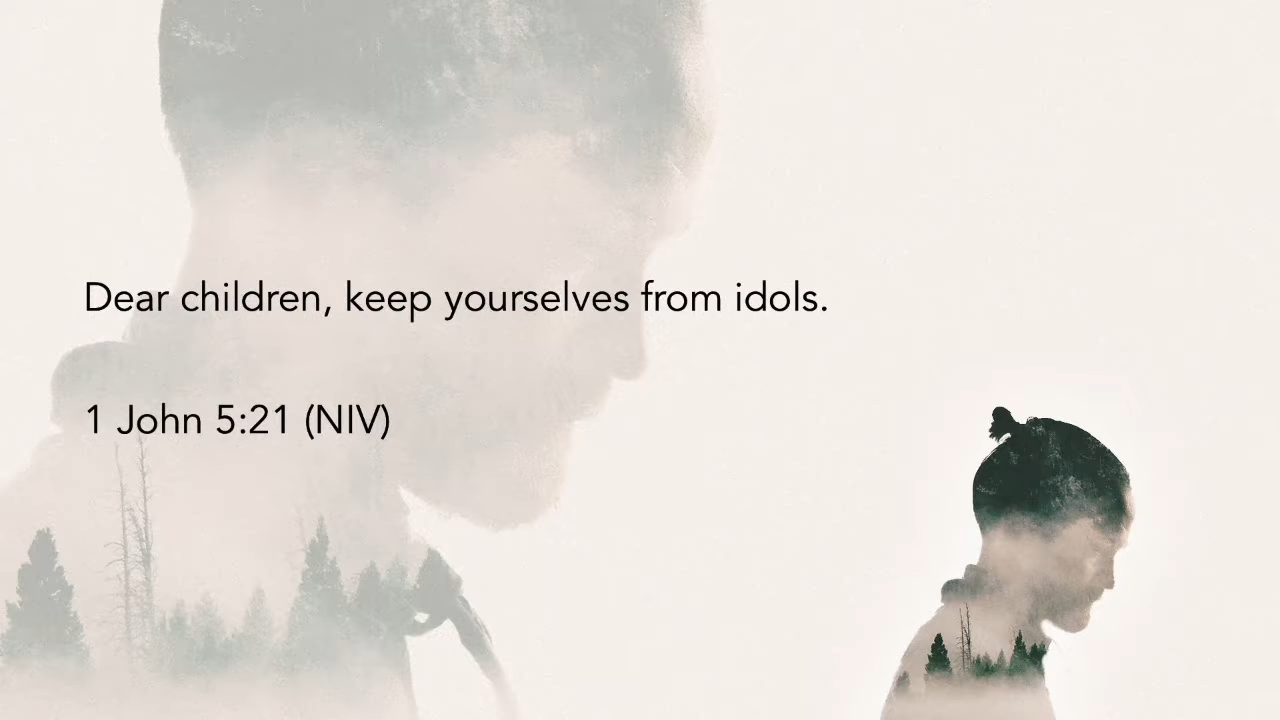 Dear children, keep yourselves from idols.
1 John 5:21 (NIV)